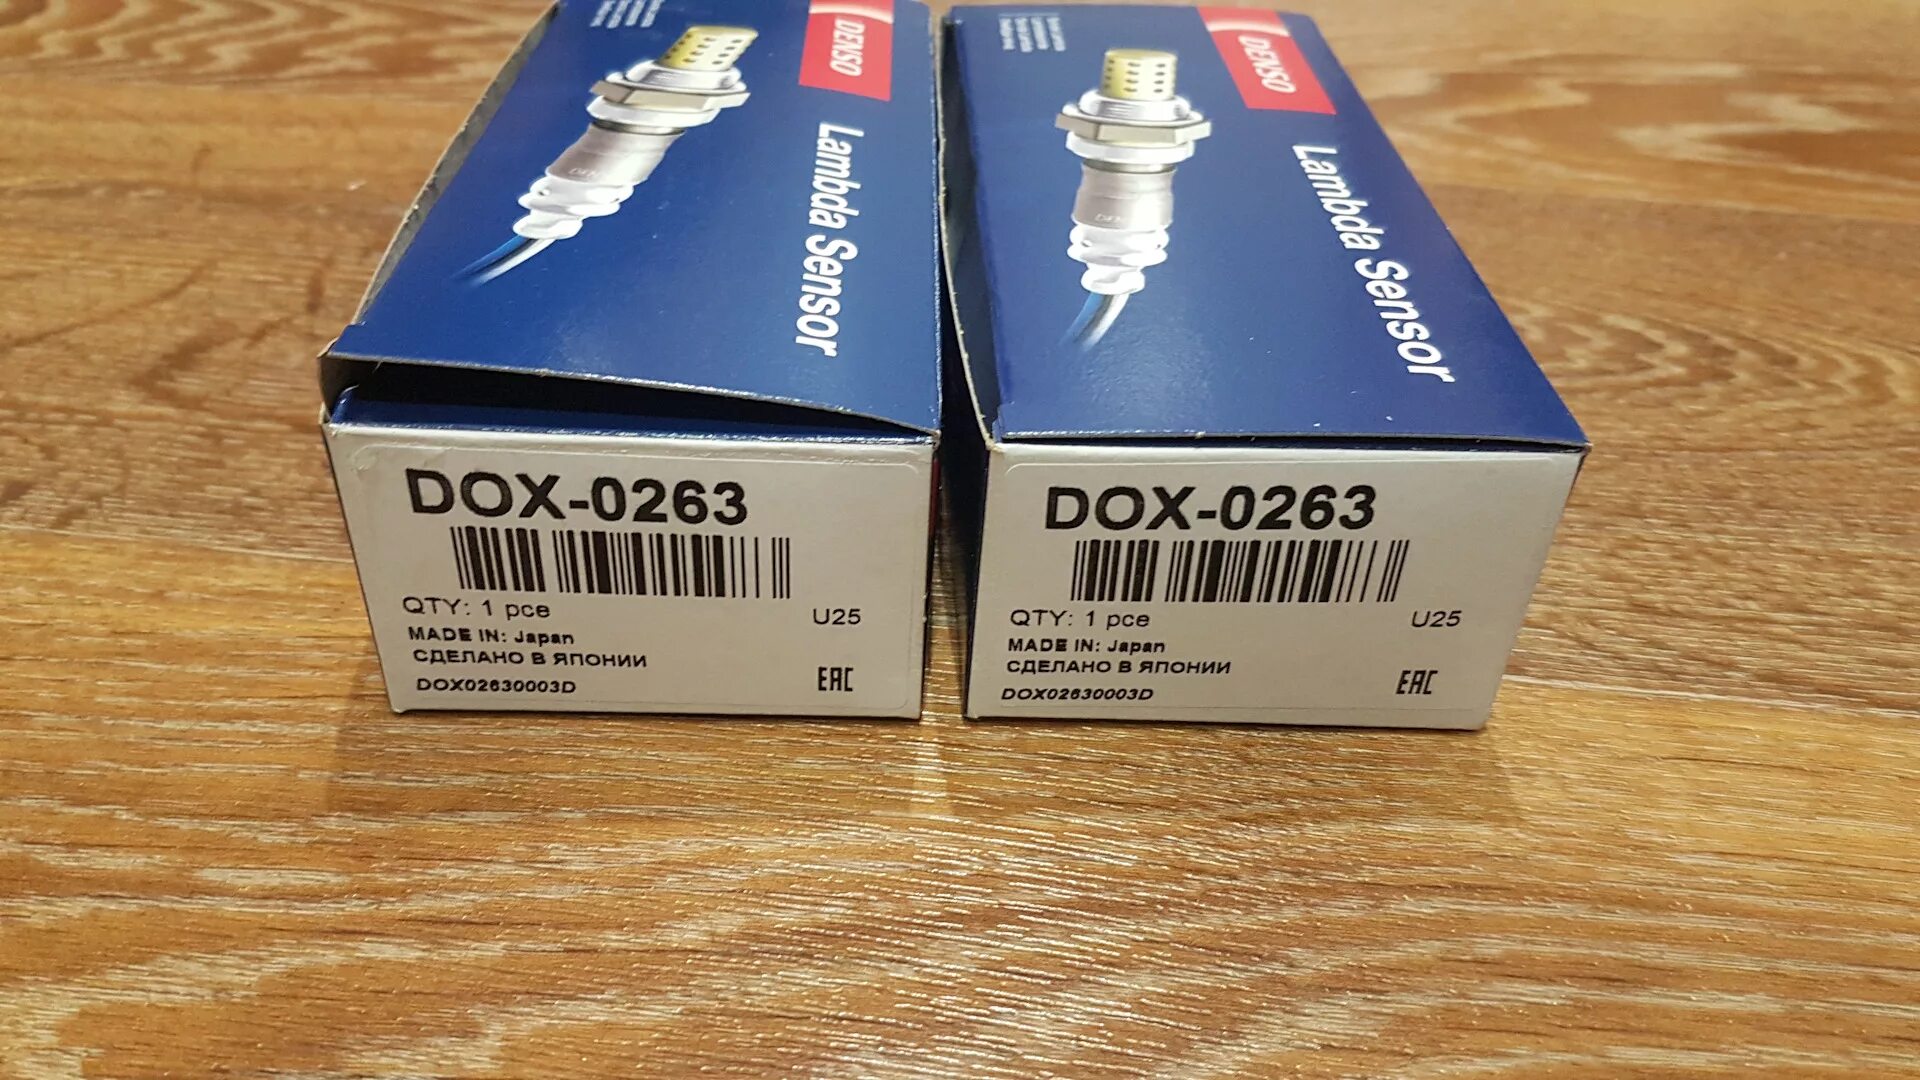 DENSO
Lambda Sensor
DOX-0263
QTY: 1 pce
U25
MADE IN: Japan
СДЕЛАНО В ЯПОНИИ
DOX02630003D
EAC
DENSO
Lambda Sensor
DOX-0263
QTY: 1 pce
U25
MADE IN: Japan
СДЕЛАНО В ЯПОНИИ
DOX02630003D
EAC